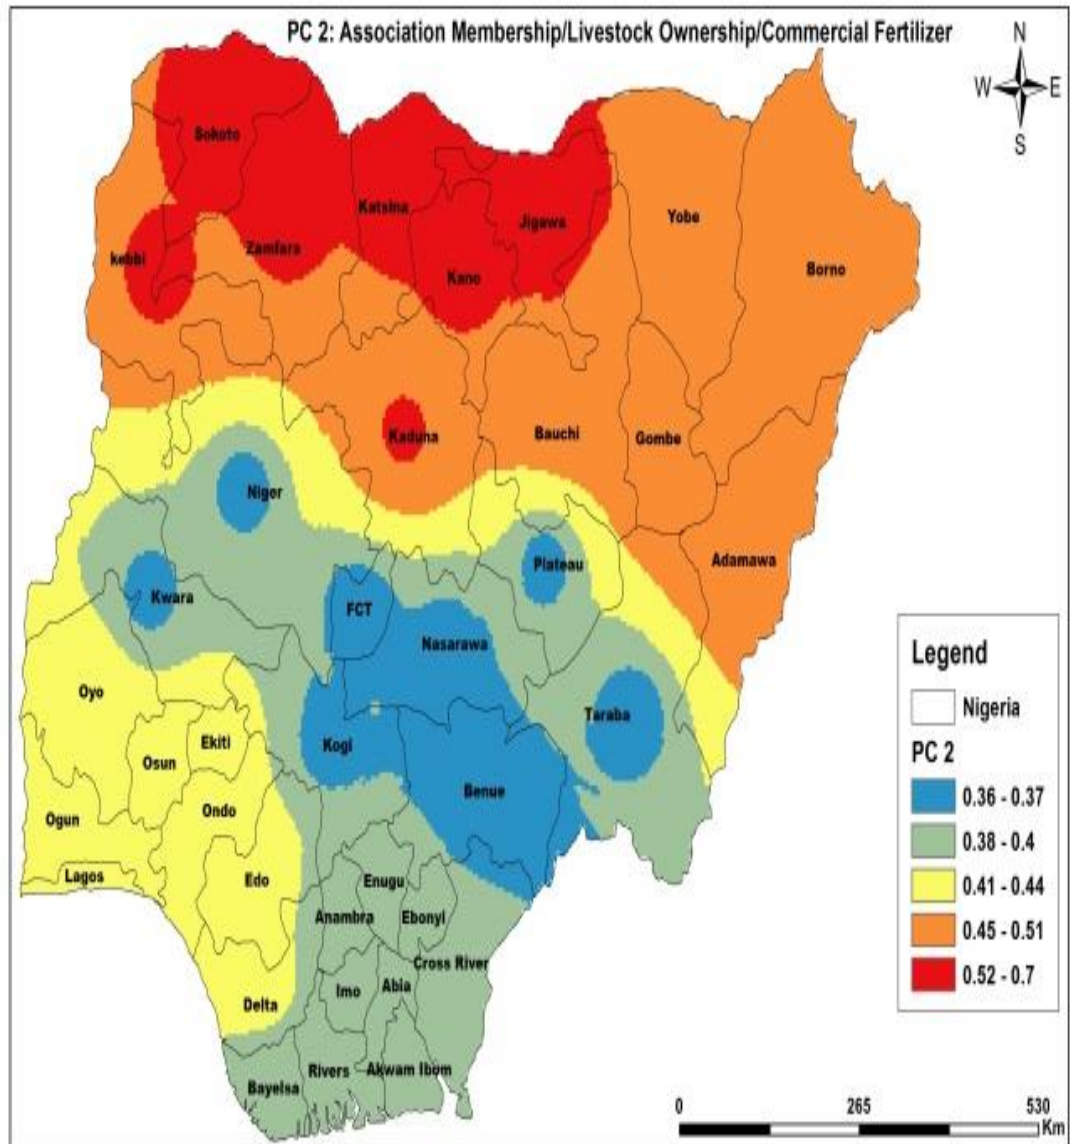 PC 2: Association Membership/Livestock Ownership/Commercial Fertilizer
N
W E
S
Sokoto
Katsina
Jigawa
Yobe
kebbi
Zamfara
Kano
Borno
Kaduna
Bauchi
Gombe
Niger
Plateau
Adamawa
Kwara
FCT
Nasarawa
Oyo
Taraba
Ekiti
Kogi
Osun
Benue
Ogun
Ondo
Lagos
Edo
Enugu
Anambra
Ebonyi
Cross River
Imo
Abia
Delta
Rivers
Akwam Ibom
Bayelsa
Legend
Nigeria
PC 2
0.36 - 0.37
0.38 - 0.4
0.41 - 0.44
0.45 - 0.51
0.52 - 0.7
0 265 530
Km